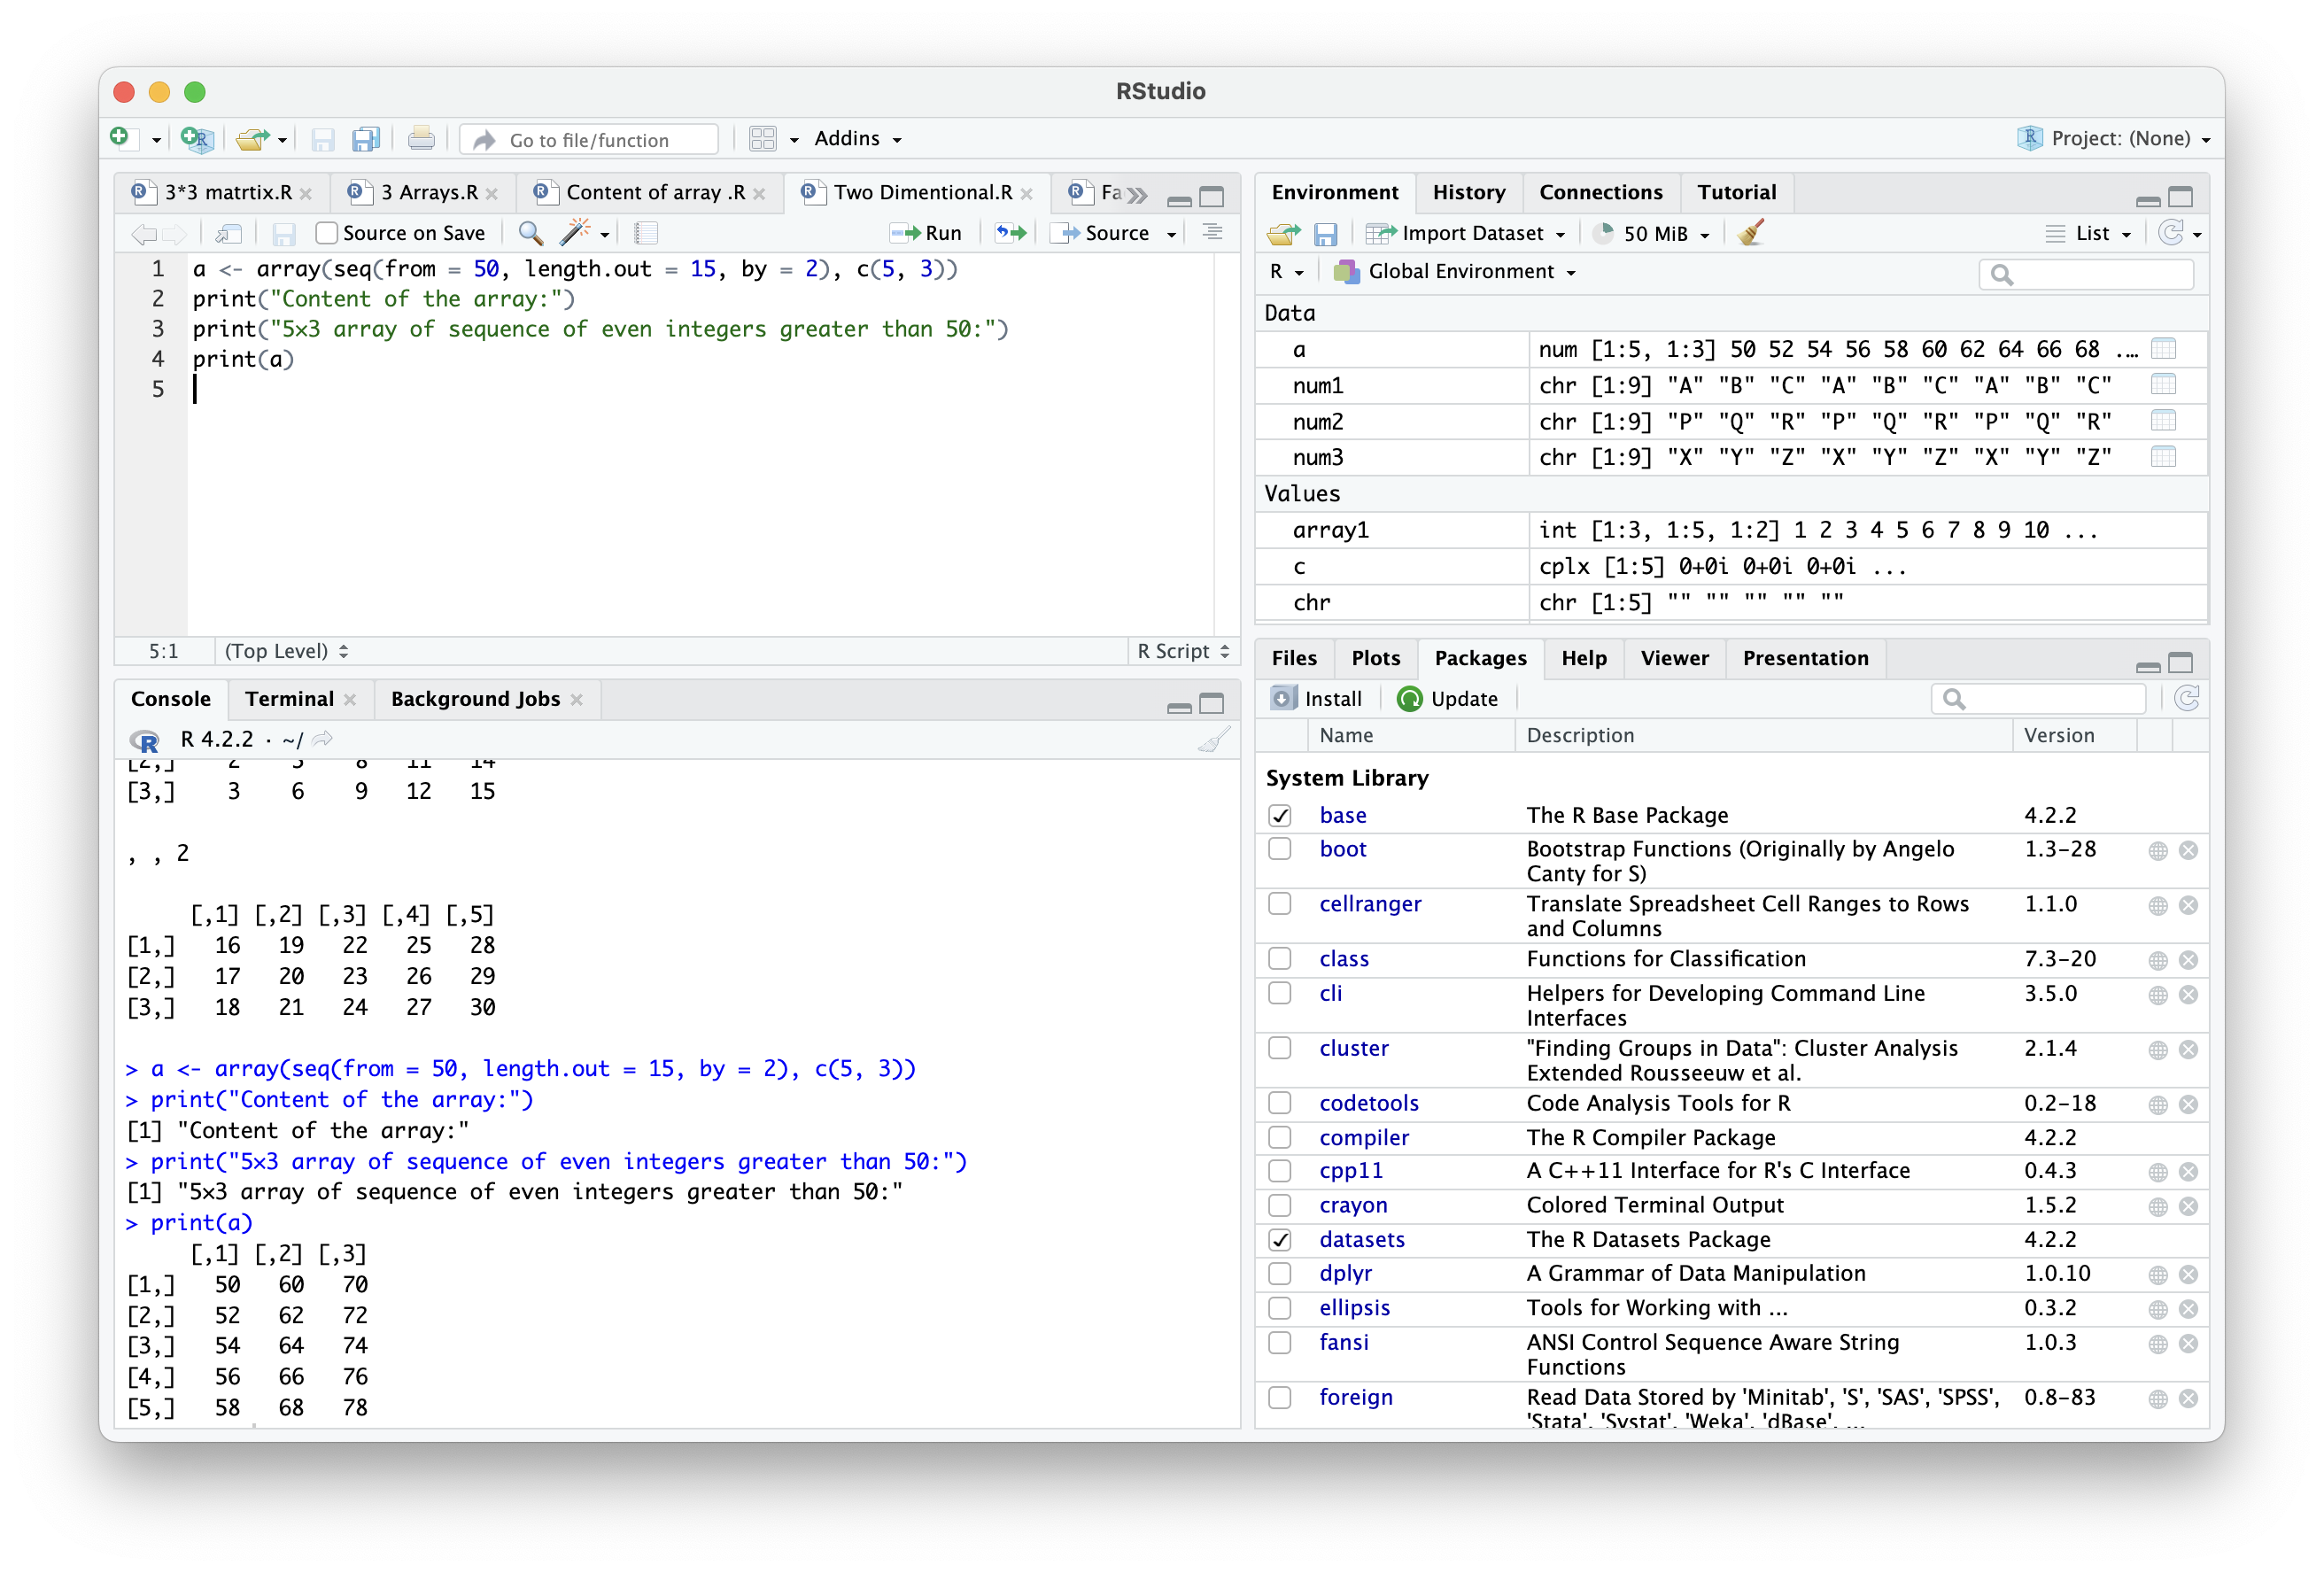 RStudio
Go to file/function
Addins
Project: (None)
3*3 matrtix.R
3 Arrays.R
Content of array .R
Two Dimentional.R
Fa
Source on Save
Run
Source
1 a <- array(seq(from = 50, length.out = 15, by = 2), c(5, 3))
2 print("Content of the array:")
3 print("5×3 array of sequence of even integers greater than 50:")
4 print(a)
5
5:1 (Top Level) R Script
Console Terminal Background Jobs
R 4.2.2 · ~/
[2,] 2 5 8 11 14
[3,] 3 6 9 12 15
, , 2
[,1] [,2] [,3] [,4] [,5]
[1,] 16 19 22 25 28
[2,] 17 20 23 26 29
[3,] 18 21 24 27 30
> a <- array(seq(from = 50, length.out = 15, by = 2), c(5, 3))
> print("Content of the array:")
[1] "Content of the array:"
> print("5×3 array of sequence of even integers greater than 50:")
[1] "5×3 array of sequence of even integers greater than 50:"
> print(a)
[,1] [,2] [,3]
[1,] 50 60 70
[2,] 52 62 72
[3,] 54 64 74
[4,] 56 66 76
[5,] 58 68 78
Environment History Connections Tutorial
Import Dataset 50 MiB List
R Global Environment
Data
a num [1:5, 1:3] 50 52 54 56 58 60 62 64 66 68 ...
num1 chr [1:9] "A" "B" "C" "A" "B" "C" "A" "B" "C"
num2 chr [1:9] "P" "Q" "R" "P" "Q" "R" "P" "Q" "R"
num3 chr [1:9] "X" "Y" "Z" "X" "Y" "Z" "X" "Y" "Z"
Values
array1 int [1:3, 1:5, 1:2] 1 2 3 4 5 6 7 8 9 10 ...
c cplx [1:5] 0+0i 0+0i 0+0i ...
chr chr [1:5] "" "" "" "" ""
Files Plots Packages Help Viewer Presentation
Install Update
Name Description Version
System Library
base The R Base Package 4.2.2
boot Bootstrap Functions (Originally by Angelo 1.3-28
Canty for S)
cellranger Translate Spreadsheet Cell Ranges to Rows 1.1.0
and Columns
class Functions for Classification 7.3-20
cli Helpers for Developing Command Line 3.5.0
Interfaces
cluster "Finding Groups in Data": Cluster Analysis 2.1.4
Extended Rousseeuw et al.
codetools Code Analysis Tools for R 0.2-18
compiler The R Compiler Package 4.2.2
cpp11 A C++11 Interface for R's C Interface 0.4.3
crayon Colored Terminal Output 1.5.2
datasets The R Datasets Package 4.2.2
dplyr A Grammar of Data Manipulation 1.0.10
ellipsis Tools for Working with ... 0.3.2
fansi ANSI Control Sequence Aware String 1.0.3
Functions
foreign Read Data Stored by 'Minitab', 'S', 'SAS', 'SPSS', 0.8-83
'Stata', 'Systat', 'Weka', 'dBase', ...